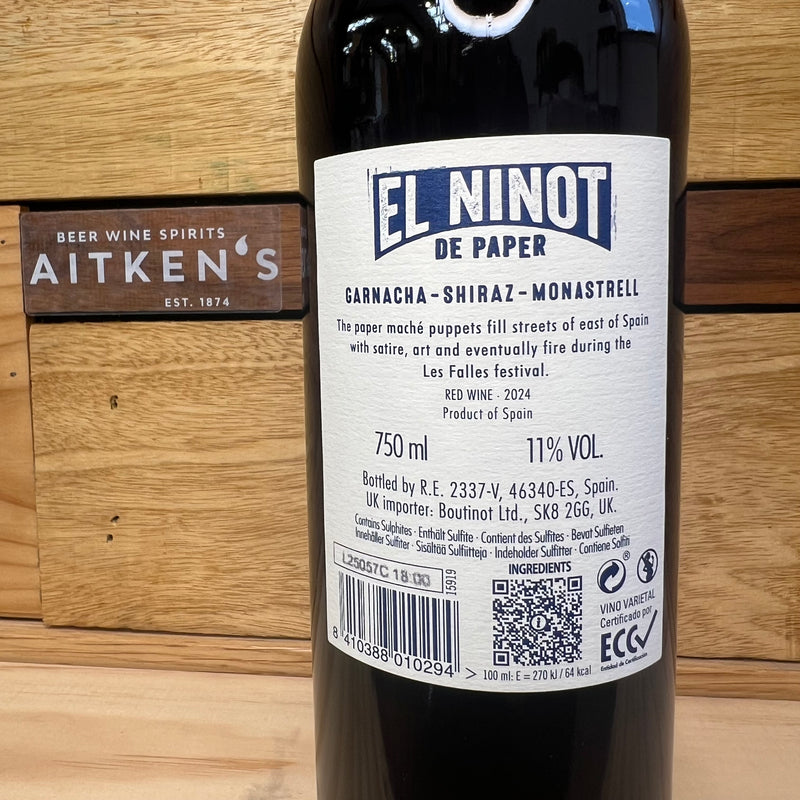 BEER WINE SPIRITS
AITKEN'S
EST. 1874
EL NINOT
DE PAPER
GARNACHA-SHIRAZ-MONASTRELL
The paper maché puppets fill streets of east of Spain
with satire, art and eventually fire during the
Les Falles festival.
RED WINE · 2024
Product of Spain
750 ml 11% VOL.
Bottled by R.E. 2337-V, 46340-ES, Spain.
UK importer: Boutinot Ltd., SK8 2GG, UK.
Contains Sulphites · Enthält Sulfite · Contient des Sulfites · Bevat Sulfieten
Innehåller Sulfiter · Sisältää Sulfiitteja · Indeholder Sulfitter · Contiene Solfiti
L25057C 18:00
15919
INGREDIENTS
®
VINO VARIETAL
Certificado por
ECC
Entidad de Certificación
8 410388 010294 >
100 ml: E = 270 kJ / 64 kcal